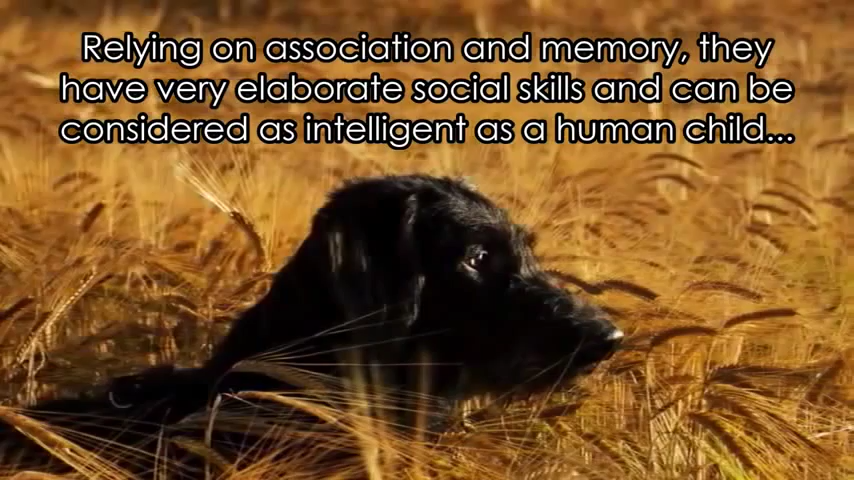 Relying on association and memory, they
have very elaborate social skills and can be
considered as intelligent as a human child...